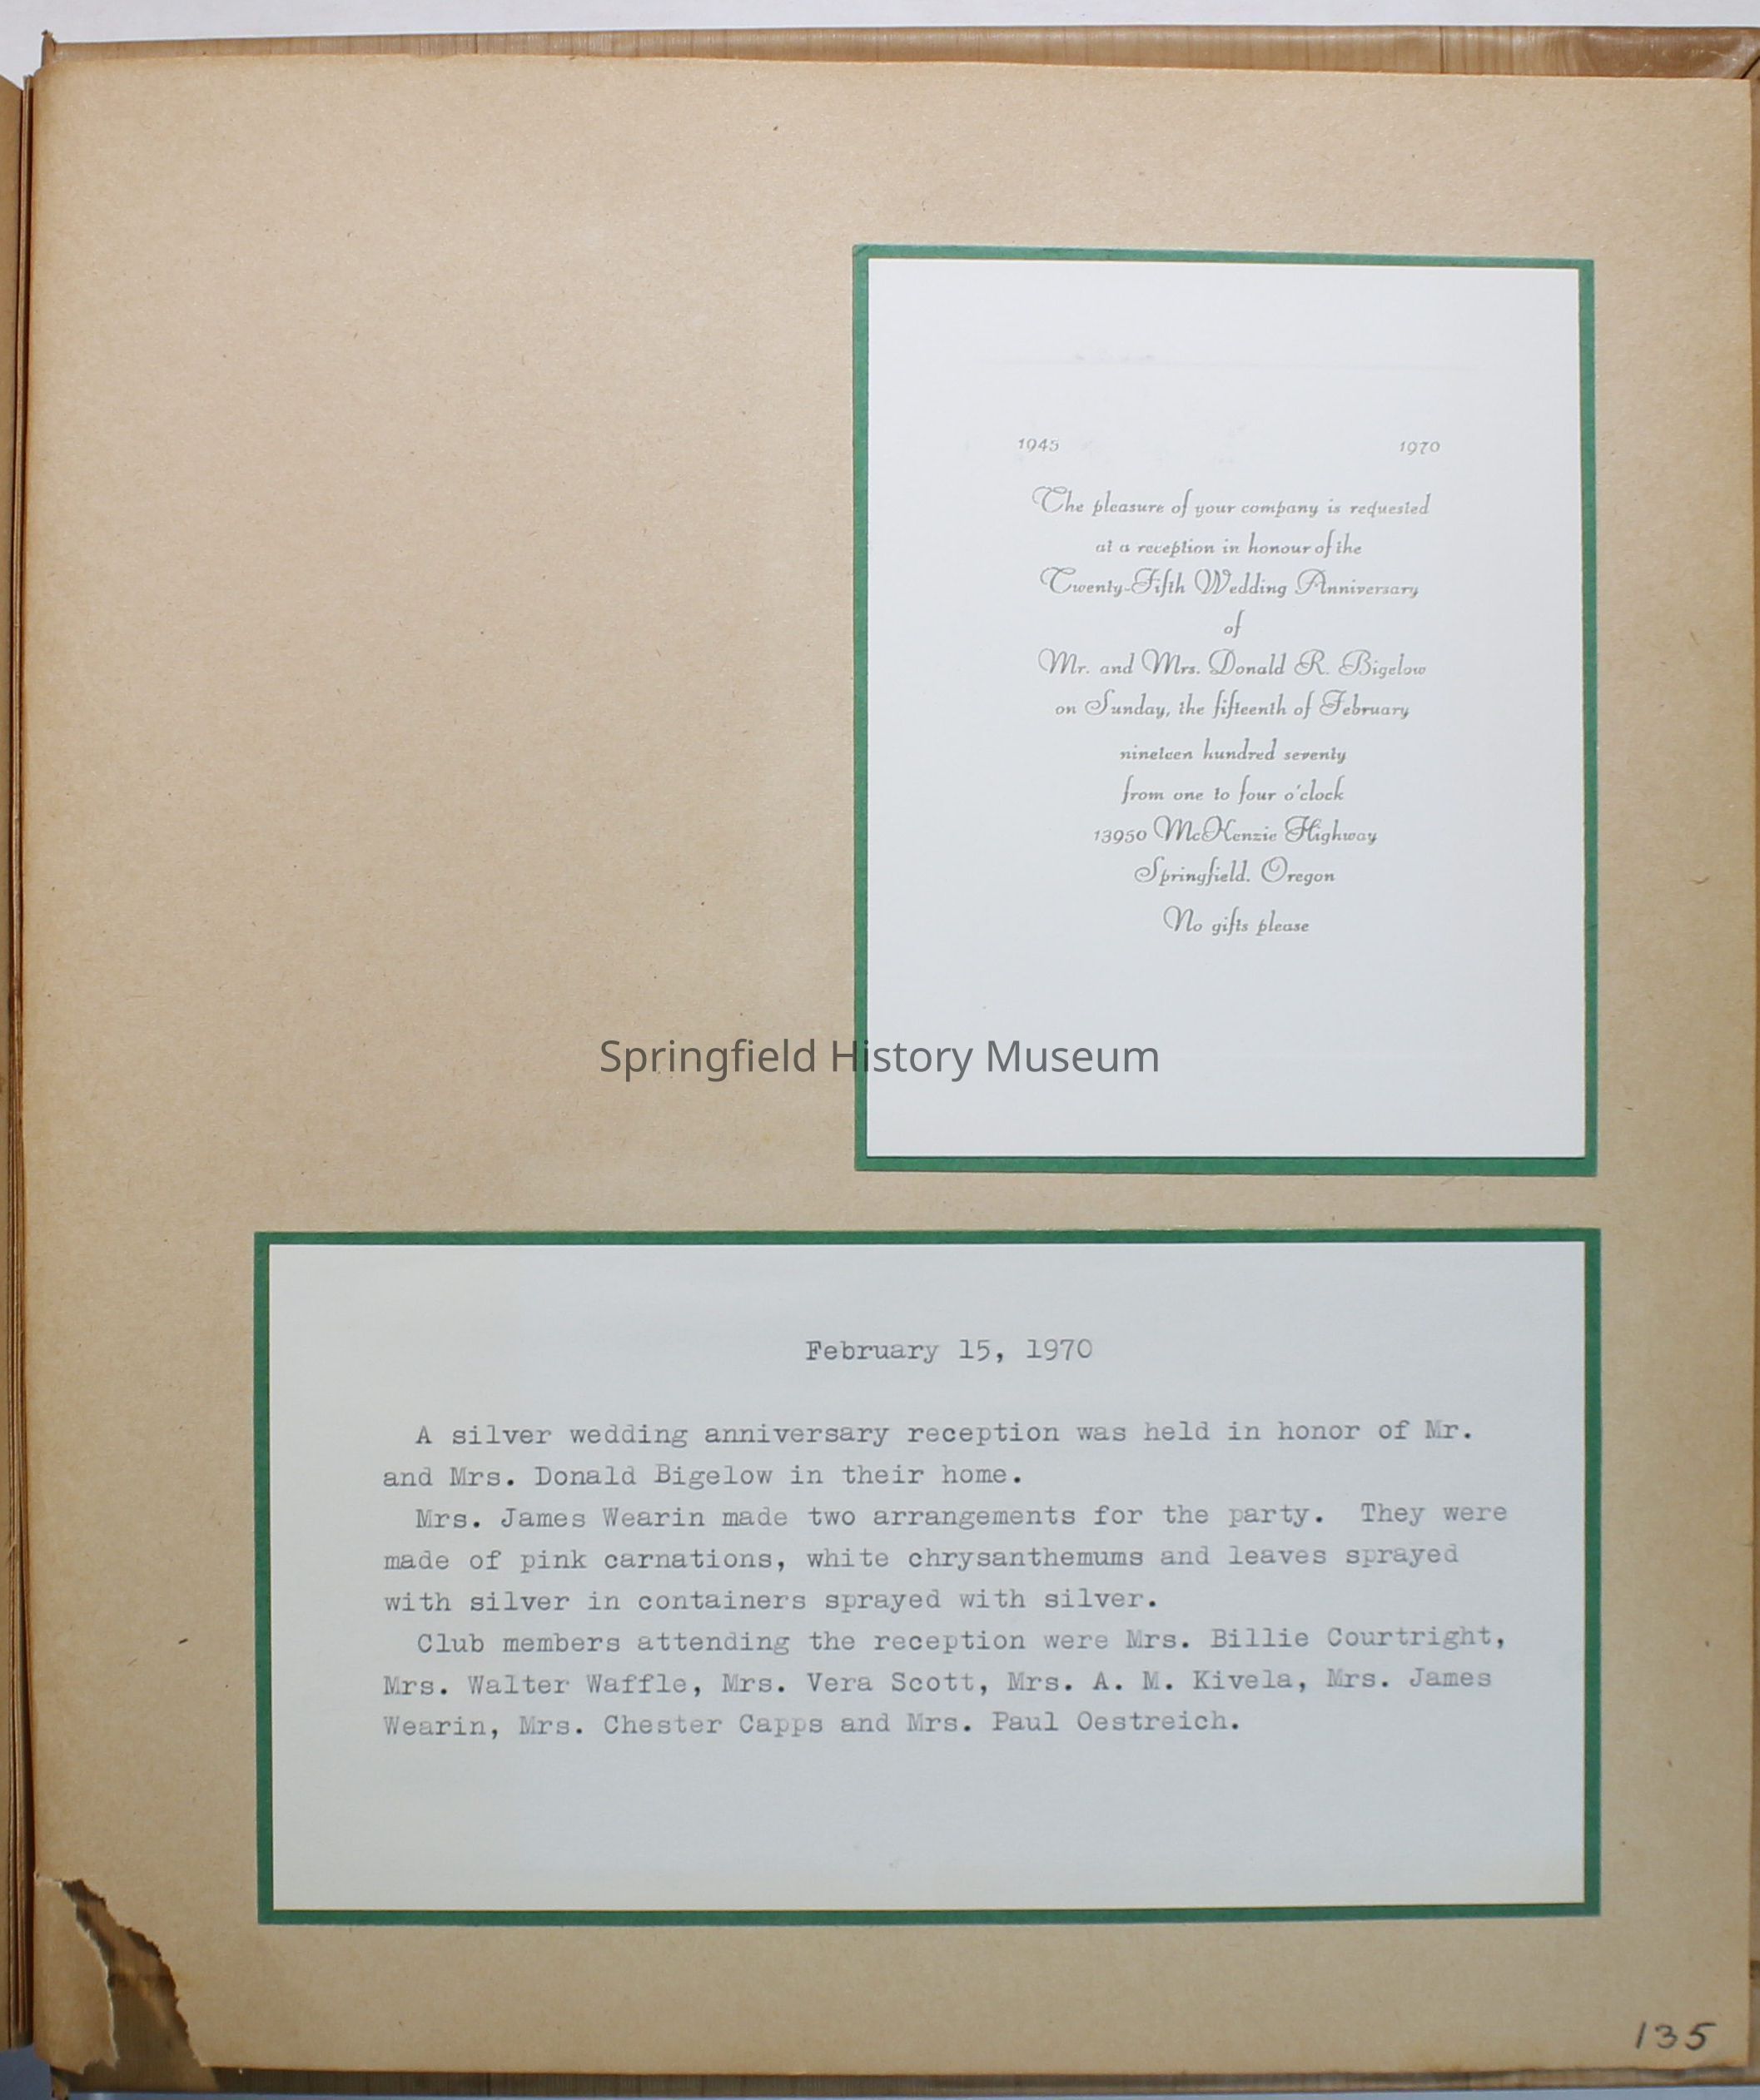 1945 1970
The pleasure of your company is requested
at a reception in honour of the
Twenty-Fifth Wedding Anniversary
of
Mr. and Mrs. Donald R. Bigelow
on Sunday, the fifteenth of February
nineteen hundred seventy
from one to four o'clock
13950 McKenzie Highway
Springfield, Oregon
No gifts please
Springfield History Museum
February 15, 1970
A silver wedding anniversary reception was held in honor of Mr.
and Mrs. Donald Bigelow in their home.
Mrs. James Wearin made two arrangements for the party. They were
made of pink carnations, white chrysanthemums and leaves sprayed
with silver in containers sprayed with silver.
Club members attending the reception were Mrs. Billie Courtright,
Mrs. Walter Waffle, Mrs. Vera Scott, Mrs. A. M. Kivela, Mrs. James
Wearin, Mrs. Chester Capps and Mrs. Paul Oestreich.
135